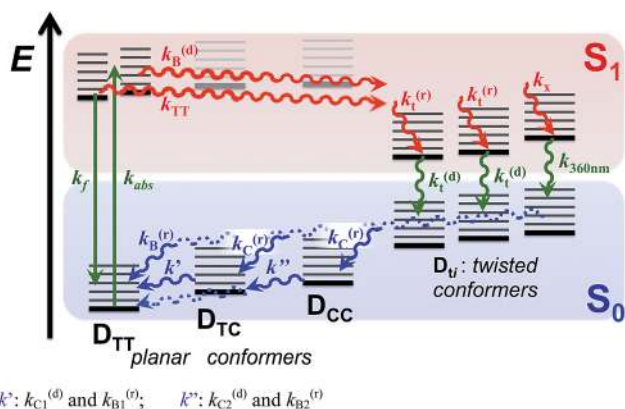 E
S1
kB(d)
kTT
kt(r)
kt(r)
kx
kf
kabs
kt(d)
kt(d)
k360nm
kB(r)
kC(r)
kC(r)
k'
k"
Dti: twisted
conformers
S0
DTT
DTC
DCC
planar conformers
k': kC1(d) and kB1(r); k": kC2(d) and kB2(r)